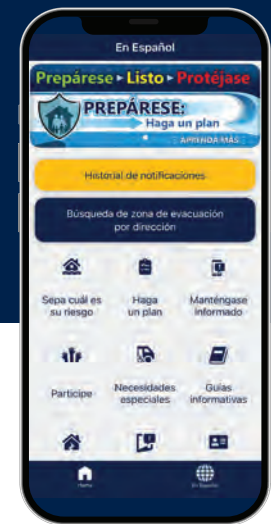 En Español
Prepárese ▸ Listo ▸ Protéjase
PREPÁRESE:
Haga un plan
APRENDA MÁS
Historial de notificaciones
Búsqueda de zona de evacuación
por dirección
Sepa cuál es
su riesgo
Haga
un plan
Manténgase
informado
Participe
Necesidades
especiales
Guías
informativas
Home
En Español